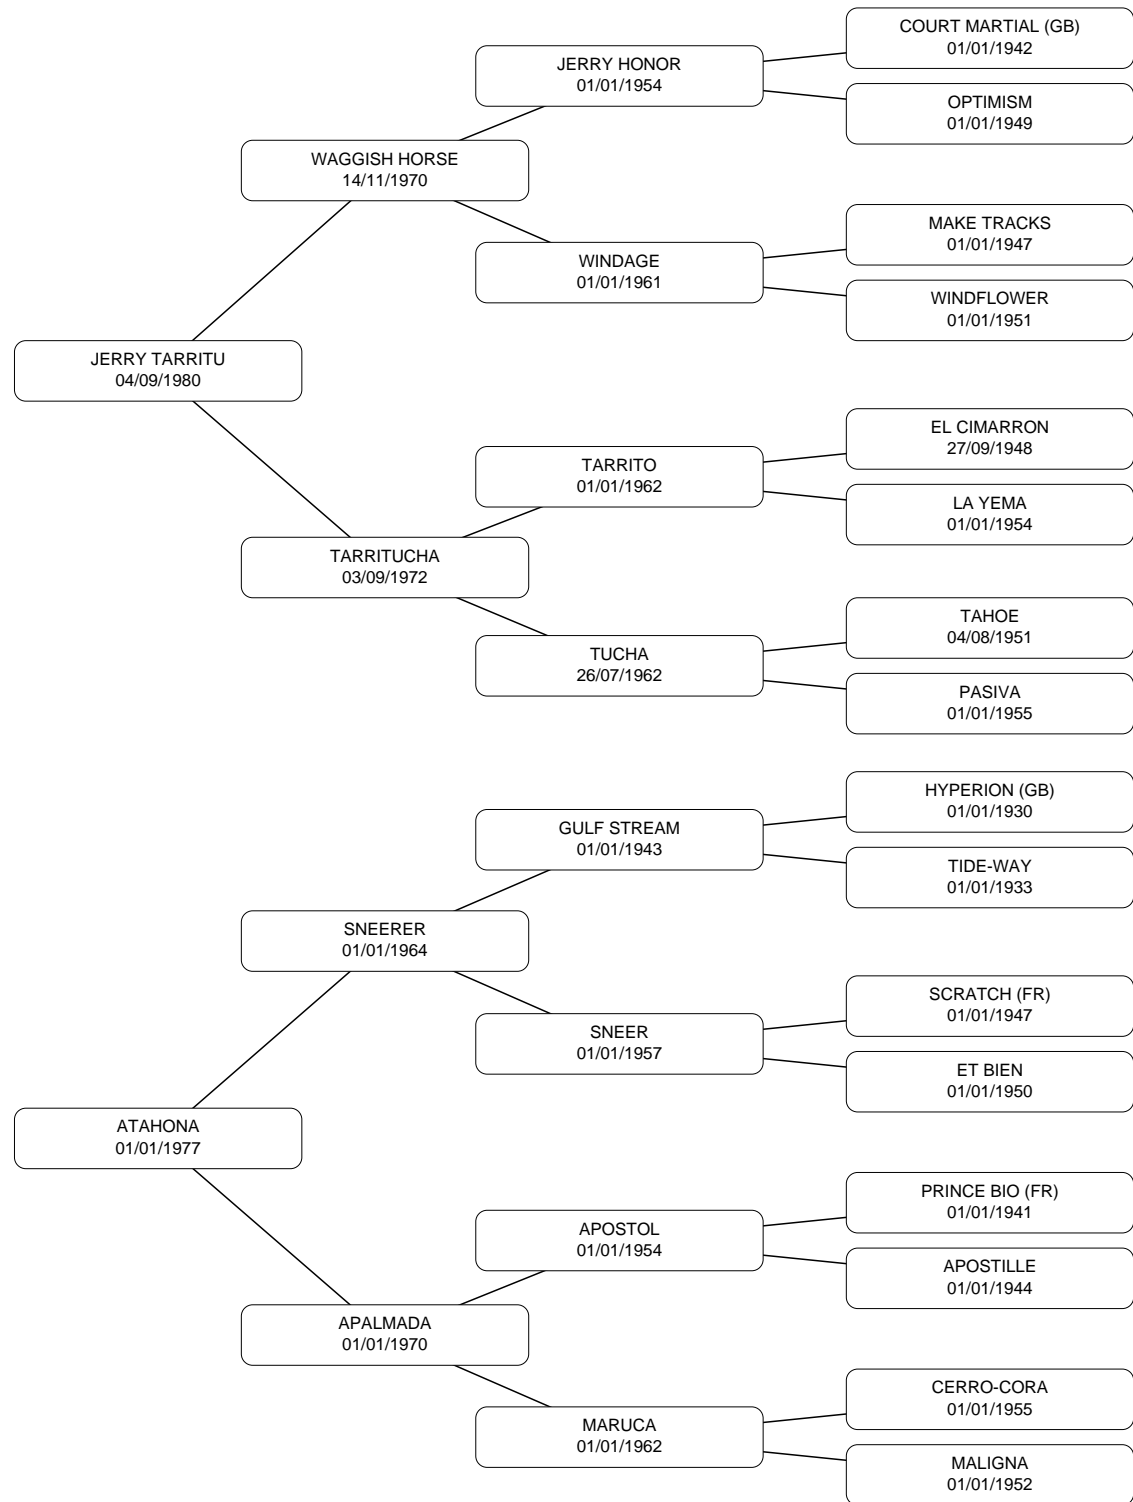 COURT MARTIAL (GB)
01/01/1942
JERRY HONOR
01/01/1954
OPTIMISM
01/01/1949
WAGGISH HORSE
14/11/1970
MAKE TRACKS
01/01/1947
WINDAGE
01/01/1961
WINDFLOWER
01/01/1951
JERRY TARRITU
04/09/1980
EL CIMARRON
27/09/1948
TARRITO
01/01/1962
LA YEMA
01/01/1954
TARRITUCHA
03/09/1972
TAHOE
04/08/1951
TUCHA
26/07/1962
PASIVA
01/01/1955
HYPERION (GB)
01/01/1930
GULF STREAM
01/01/1943
TIDE-WAY
01/01/1933
SNEERER
01/01/1964
SCRATCH (FR)
01/01/1947
SNEER
01/01/1957
ET BIEN
01/01/1950
ATAHONA
01/01/1977
PRINCE BIO (FR)
01/01/1941
APOSTOL
01/01/1954
APOSTILLE
01/01/1944
APALMADA
01/01/1970
CERRO-CORA
01/01/1955
MARUCA
01/01/1962
MALIGNA
01/01/1952